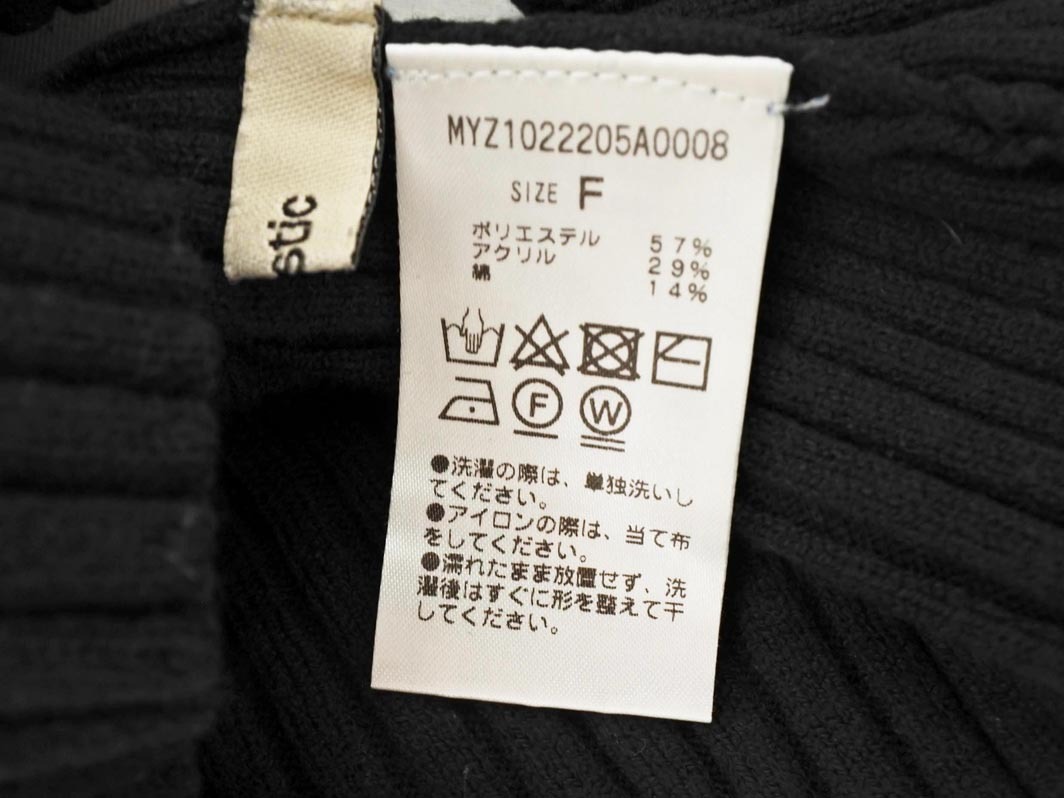 stic
MYZ1022205A0008
SIZE F
ポリエステル 57%
アクリル 29%
綿 14%
F W
●洗濯の際は、単独洗いし
てください。
●アイロンの際は、当て布
をしてください。
●濡れたまま放置せず、洗
濯後はすぐに形を整えて干
してください。